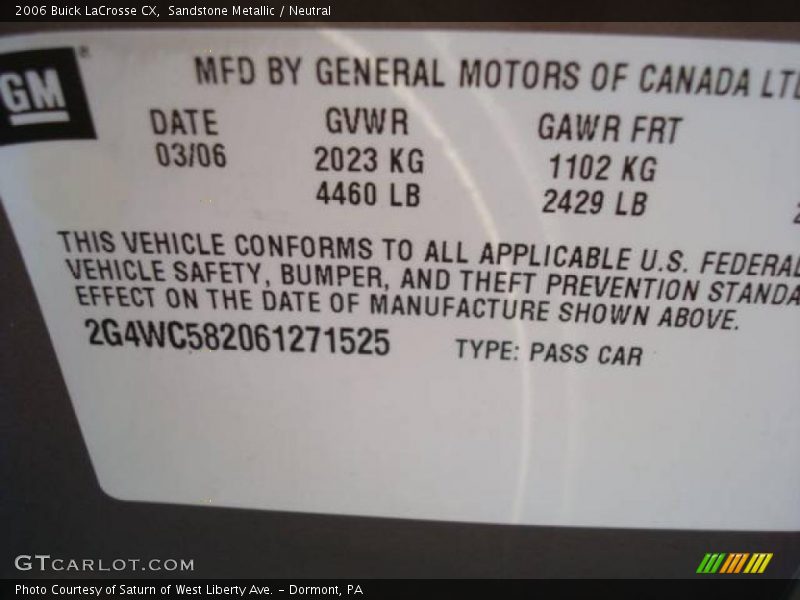 2006 Buick LaCrosse CX, Sandstone Metallic / Neutral
GM®
MFD BY GENERAL MOTORS OF CANADA LTD
DATE GVWR GAWR FRT
03/06 2023 KG 1102 KG
4460 LB 2429 LB
THIS VEHICLE CONFORMS TO ALL APPLICABLE U.S. FEDERAL
VEHICLE SAFETY, BUMPER, AND THEFT PREVENTION STANDA
EFFECT ON THE DATE OF MANUFACTURE SHOWN ABOVE.
2G4WC582061271525 TYPE: PASS CAR
GTCARLOT.COM
Photo Courtesy of Saturn of West Liberty Ave. - Dormont, PA